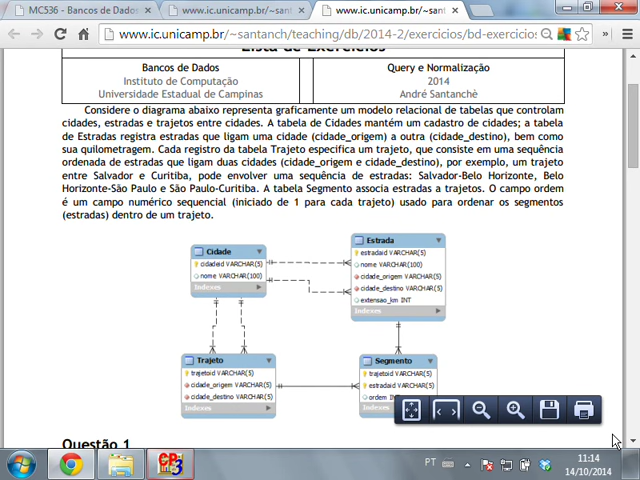 MC536 - Bancos de Dados
www.ic.unicamp.br/~sant
www.ic.unicamp.br/~sant
www.ic.unicamp.br/~santanch/teaching/db/2014-2/exercicios/bd-exercicios
Lista de Exercícios
Bancos de Dados
Instituto de Computação
Universidade Estadual de Campinas
Query e Normalização
2014
André Santanchè
Considere o diagrama abaixo representa graficamente um modelo relacional de tabelas que controlam
cidades, estradas e trajetos entre cidades. A tabela de Cidades mantém um cadastro de cidades; a tabela
de Estradas registra estradas que ligam uma cidade (cidade_origem) a outra (cidade_destino), bem como
sua quilometragem. Cada registro da tabela Trajeto especifica um trajeto, que consiste em uma sequência
ordenada de estradas que ligam duas cidades (cidade_origem e cidade_destino), por exemplo, um trajeto
entre Salvador e Curitiba, pode envolver uma sequência de estradas: Salvador-Belo Horizonte, Belo
Horizonte-São Paulo e São Paulo-Curitiba. A tabela Segmento associa estradas a trajetos. O campo ordem
é um campo numérico sequencial (iniciado de 1 para cada trajeto) usado para ordenar os segmentos
(estradas) dentro de um trajeto.
Cidade
cidadeid VARCHAR(5)
nome VARCHAR(100)
Indexes
Estrada
estradaid VARCHAR(5)
nome VARCHAR(100)
cidade_origem VARCHAR(5)
cidade_destino VARCHAR(5)
extensao_km INT
Indexes
Trajeto
trajetoid VARCHAR(5)
cidade_origem VARCHAR(5)
cidade_destino VARCHAR(5)
Indexes
Segmento
trajetoid VARCHAR(5)
estradaid VARCHAR(5)
ordem INT
Questão 1
PT
11:14
14/10/2014